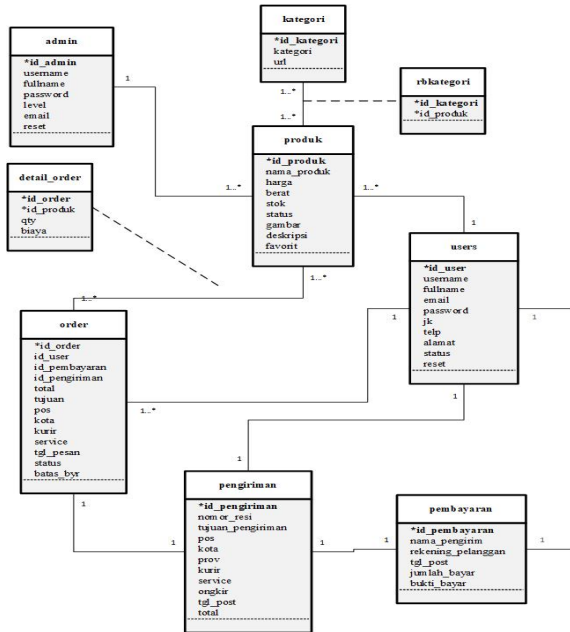 kategori
*id_kategori
kategori
url
admin
*id_admin
username
fullname
password
level
email
reset
1
1..*
rbkategori
*id_kategori
*id_produk
1..*
produk
*id_produk
nama_produk
harga
berat
stok
status
gambar
deskripsi
favorit
detail_order
*id_order
*id_produk
qty
biaya
1...*
1...*
1
1...*
1...*
users
*id_user
username
fullname
email
password
jk
telp
alamat
status
reset
1
1
1
order
*id_order
id_user
id_pembayaran
id_pengiriman
total
tujuan
pos
kota
kurir
service
tgl_pesan
status
batas_byr
1...*
1
1
pengiriman
*id_pengiriman
nomor_resi
tujuan_pengiriman
pos
kota
prov
kurir
service
ongkir
tgl_post
total
1
1
1
pembayaran
*id_pembayaran
nama_pengirim
rekening_pelanggan
tgl_post
jumlah_bayar
bukti_bayar
1